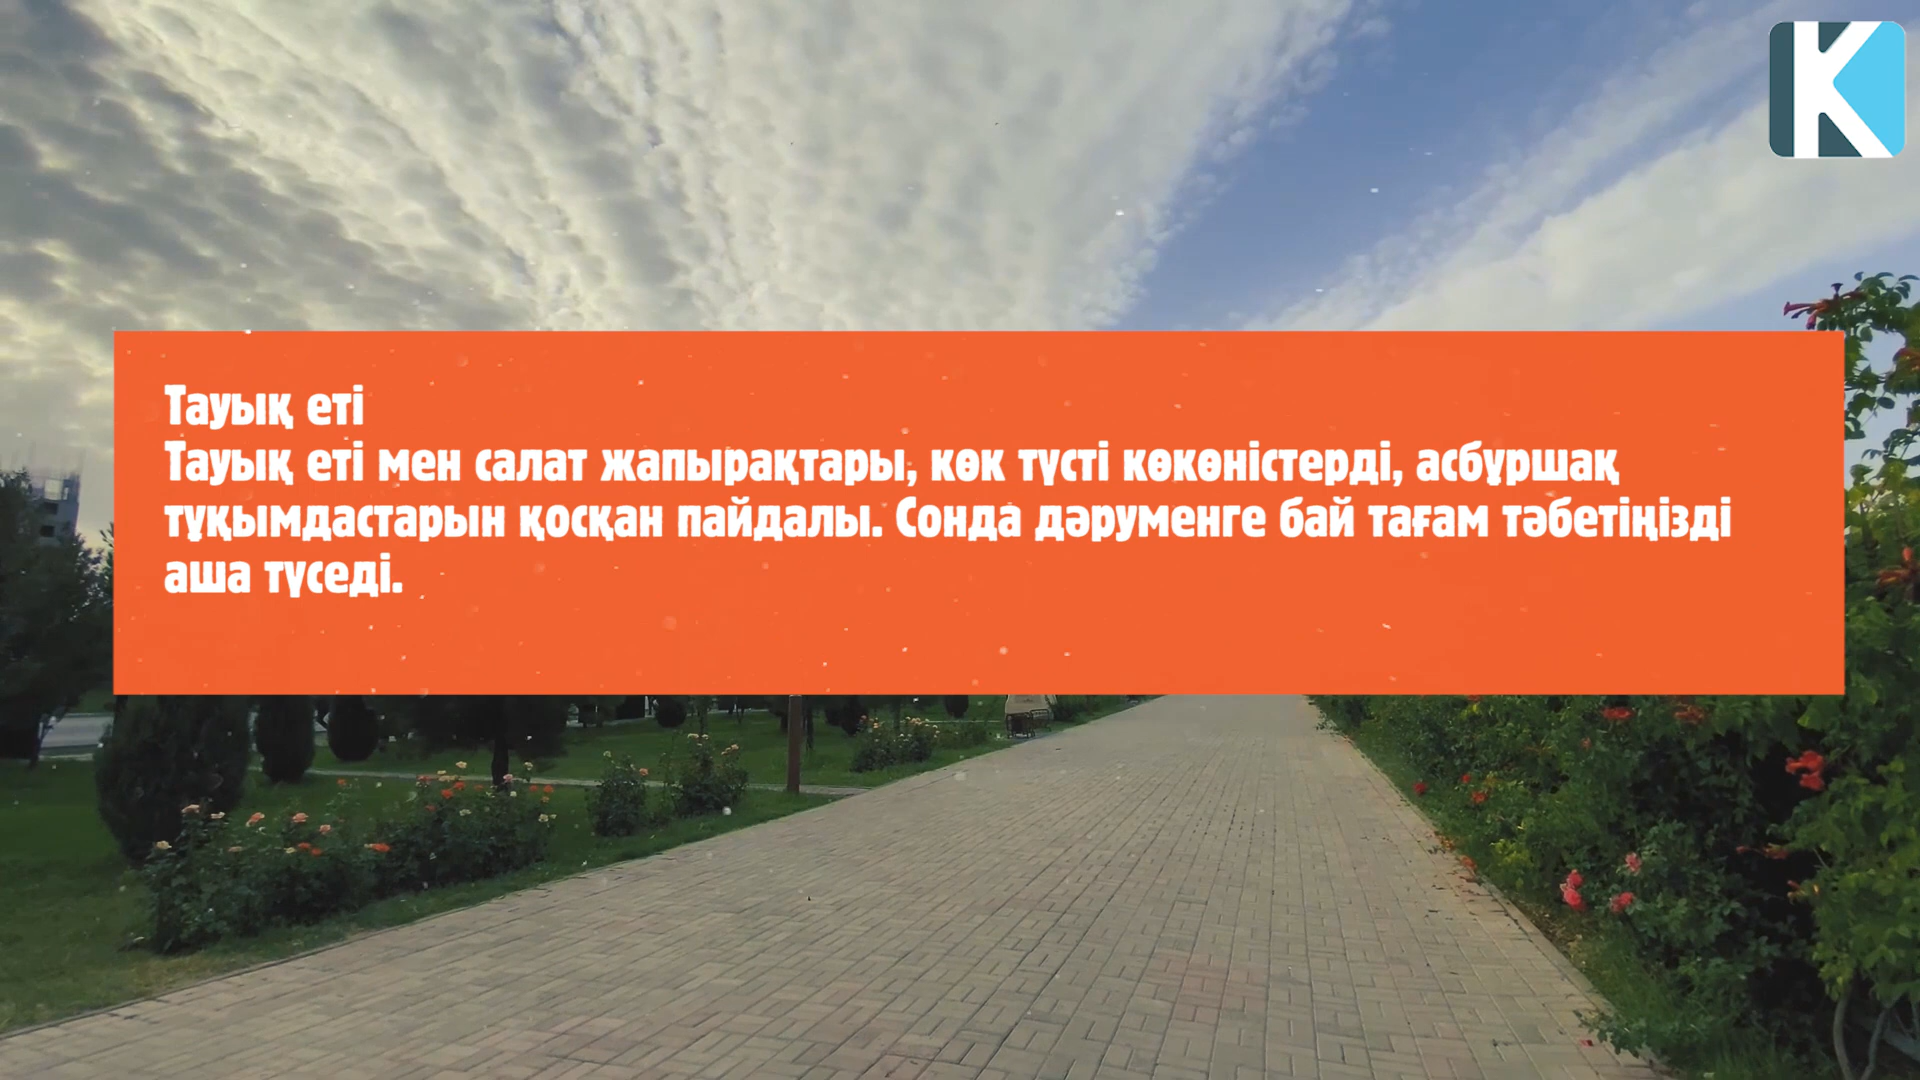 K
Тауық еті
Тауық еті мен салат жапырақтары, көк түсті көкөністерді, асбұршақ
тұқымдастарын қосқан пайдалы. Сонда дәруменге бай тағам тәбетіңізді
аша түседі.